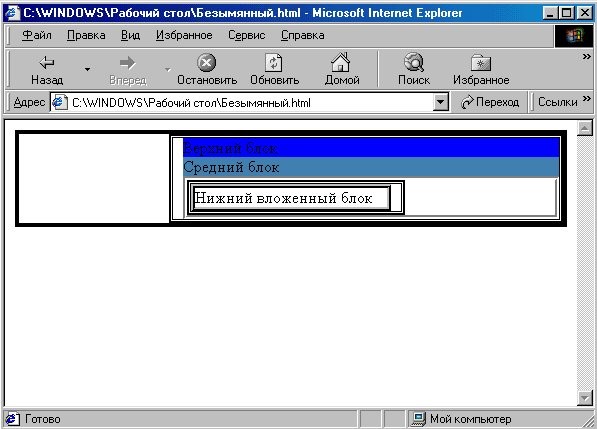 C:\WINDOWS\Рабочий стол\Безымянный.html - Microsoft Internet Explorer
Файл Правка Вид Избранное Сервис Справка
Назад Вперед Остановить Обновить Домой Поиск Избранное »
Адрес C:\WINDOWS\Рабочий стол\Безымянный.html Переход Ссылки »
Верхний блок
Средний блок
Нижний вложенный блок
Готово Мой компьютер